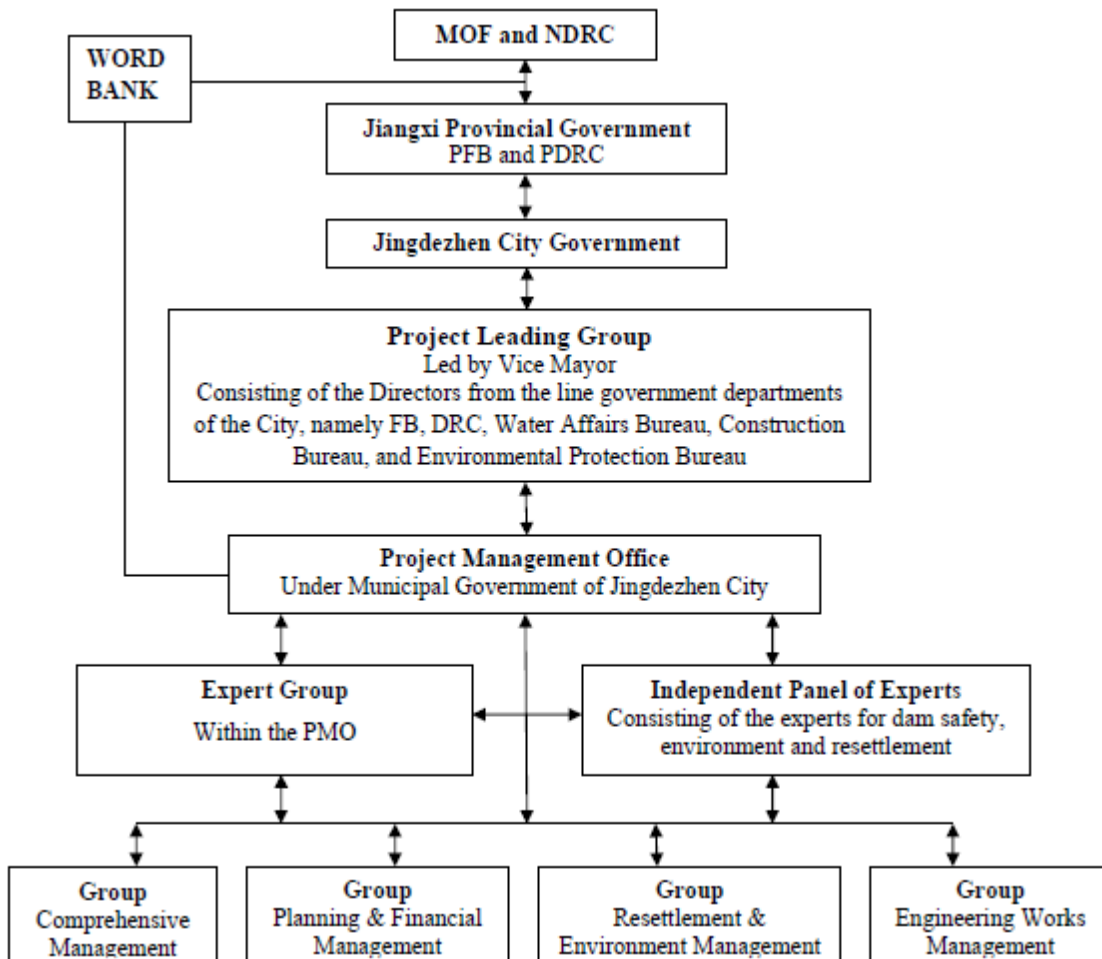 MOF and NDRC
WORD
BANK
Jiangxi Provincial Government
PFB and PDRC
Jingdezhen City Government
Project Leading Group
Led by Vice Mayor
Consisting of the Directors from the line government departments
of the City, namely FB, DRC, Water Affairs Bureau, Construction
Bureau, and Environmental Protection Bureau
Project Management Office
Under Municipal Government of Jingdezhen City
Expert Group
Within the PMO
Independent Panel of Experts
Consisting of the experts for dam safety,
environment and resettlement
Group
Comprehensive
Management
Group
Planning & Financial
Management
Group
Resettlement &
Environment Management
Group
Engineering Works
Management